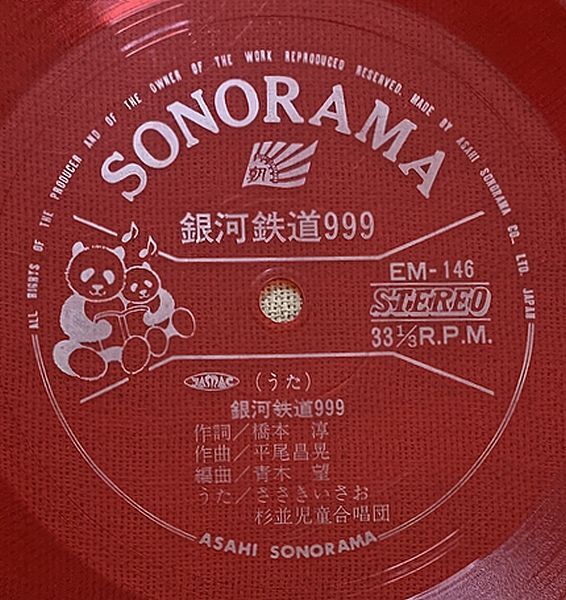 ALL RIGHTS OF THE PRODUCER AND OF THE OWNER OF THE WORK REPRODUCED RESERVED. MADE BY ASAHI SONORAMA CO., LTD. JAPAN
SONORAMA
銀河鉄道999
EM-146
STEREO
33 1/3 R.P.M.
JASRAC (うた)
銀河鉄道999
作詞/橋本 淳
作曲/平尾昌晃
編曲/青木 望
うた/ささきいさお
杉並児童合唱団
ASAHI SONORAMA